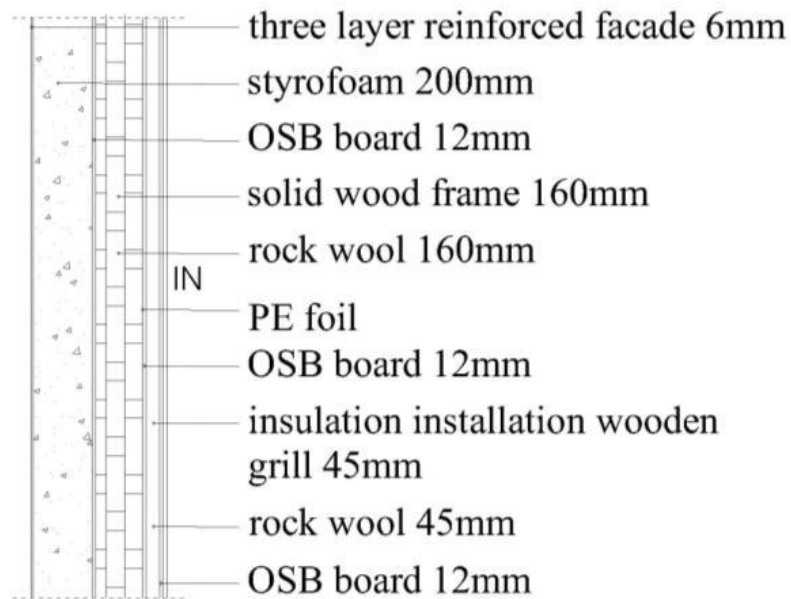 three layer reinforced facade 6mm
styrofoam 200mm
OSB board 12mm
solid wood frame 160mm
rock wool 160mm
IN
PE foil
OSB board 12mm
insulation installation wooden
grill 45mm
rock wool 45mm
OSB board 12mm